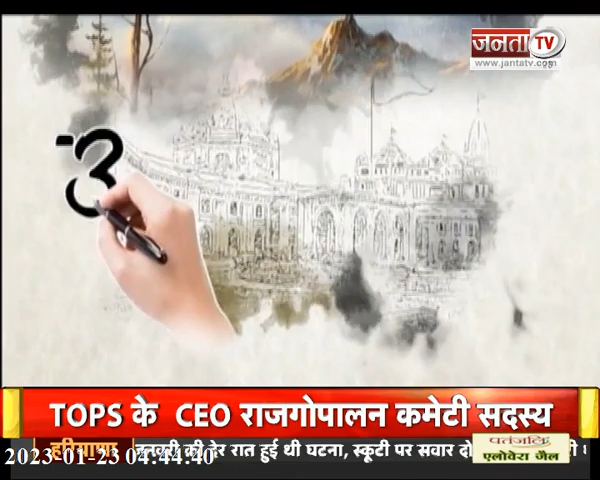 जनता TV
www.jantatv.com
TOPS के CEO राजगोपालन कमेटी सदस्य
हरियाणा
की देर रात हुई थी घटना, स्कूटी पर सवार दो
पतंजलि
एलोवेरा जैल
2023-01-23 04:44:40